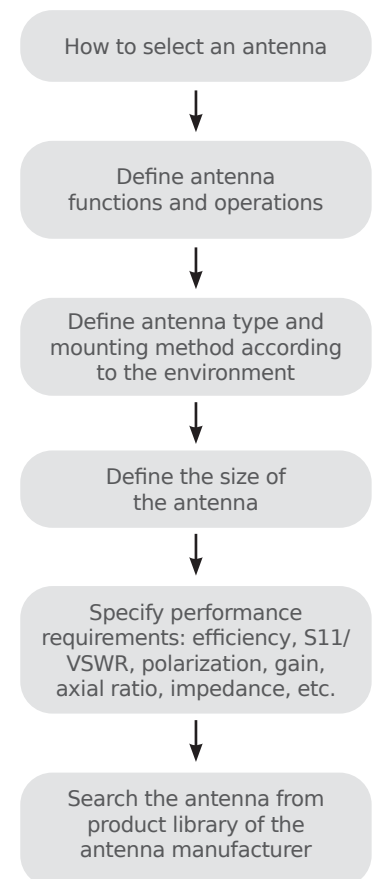 How to select an antenna
Define antenna
functions and operations
Define antenna type and
mounting method according
to the environment
Define the size of
the antenna
Specify performance
requirements: efficiency, S11/
VSWR, polarization, gain,
axial ratio, impedance, etc.
Search the antenna from
product library of the
antenna manufacturer